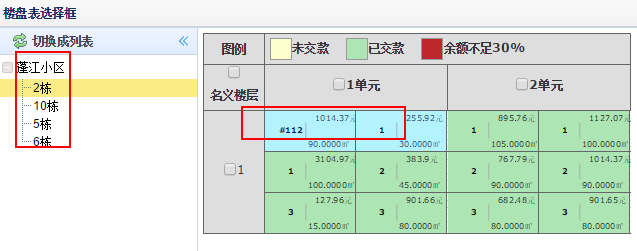 楼盘表选择框
切换成列表
蓬江小区
2栋
10栋
5栋
6栋
图例 未交款 已交款 余额不足30%
名义楼层 1单元 2单元
1
1014.37元 255.92元 895.76元 1127.07元
#112 1 1 1
90.0000㎡ 30.0000㎡ 105.0000㎡ 100.0000㎡
3104.97元 383.9元 767.79元 1014.37元
1 2 2 2
100.0000㎡ 45.0000㎡ 90.0000㎡ 90.0000㎡
127.96元 901.66元 682.48元 901.65元
3 3 3 3
15.0000㎡ 80.0000㎡ 80.0000㎡ 80.0000㎡